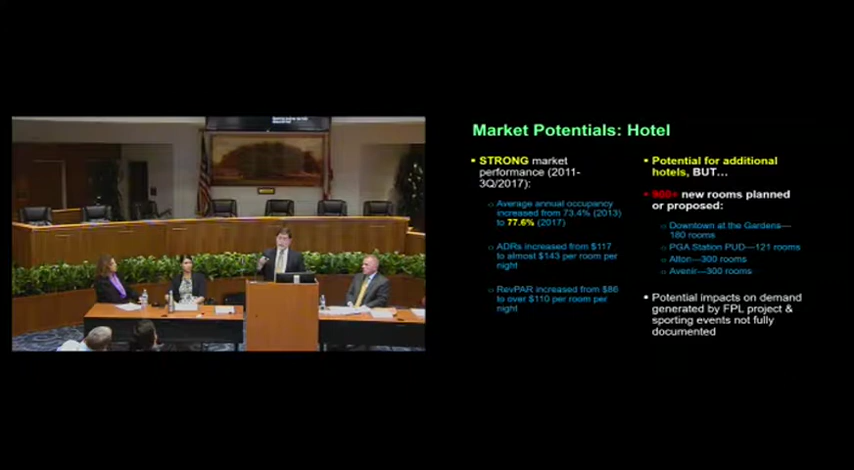 Market Potentials: Hotel
STRONG market
performance (2011-
3Q/2017):
Average annual occupancy
increased from 73.4% (2013)
to 77.6% (2017)
ADRs increased from $117
to almost $143 per room per
night
RevPAR increased from $86
to over $110 per room per
night
Potential for additional
hotels, BUT...
900+ new rooms planned
or proposed:
Downtown at the Gardens—
180 rooms
PGA Station PUD—121 rooms
Alton—300 rooms
Avenir—300 rooms
Potential impacts on demand
generated by FPL project &
sporting events not fully
documented